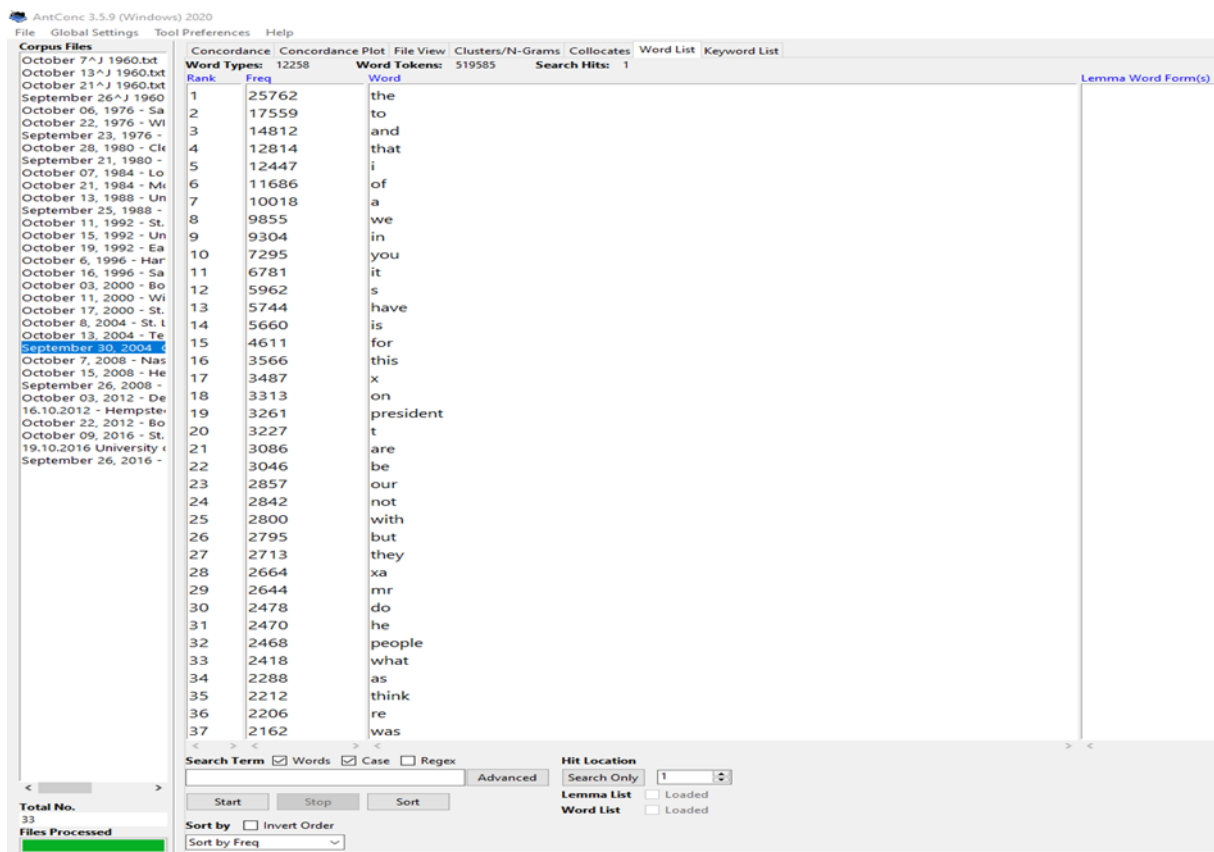 AntConc 3.5.9 (Windows) 2020
File Global Settings Tool Preferences Help
Corpus Files
October 7^J 1960.txt
October 13^J 1960.txt
October 21^J 1960.txt
September 26^J 1960
October 06, 1976 - Sa
October 22, 1976 - WI
September 23, 1976 -
October 28, 1980 - Cle
September 21, 1980 -
October 07, 1984 - Lo
October 21, 1984 - Mo
October 13, 1988 - Un
September 25, 1988 -
October 11, 1992 - St.
October 15, 1992 - Un
October 19, 1992 - Ea
October 6, 1996 - Har
October 16, 1996 - Sa
October 03, 2000 - Bo
October 11, 2000 - Wi
October 17, 2000 - St.
October 8, 2004 - St. L
October 13, 2004 - Te
September 30, 2004
October 7, 2008 - Nas
October 15, 2008 - He
September 26, 2008 -
October 03, 2012 - De
16.10.2012 - Hempste
October 22, 2012 - Bo
October 09, 2016 - St.
19.10.2016 University
September 26, 2016 -
Total No.
33
Files Processed
Concordance Concordance Plot File View Clusters/N-Grams Collocates Word List Keyword List
Word Types: 12258 Word Tokens: 519585 Search Hits: 1
Rank Freq Word Lemma Word Form(s)
1 25762 the
2 17559 to
3 14812 and
4 12814 that
5 12447 i
6 11686 of
7 10018 a
8 9855 we
9 9304 in
10 7295 you
11 6781 it
12 5962 s
13 5744 have
14 5660 is
15 4611 for
16 3566 this
17 3487 x
18 3313 on
19 3261 president
20 3227 t
21 3086 are
22 3046 be
23 2857 our
24 2842 not
25 2800 with
26 2795 but
27 2713 they
28 2664 xa
29 2644 mr
30 2478 do
31 2470 he
32 2468 people
33 2418 what
34 2288 as
35 2212 think
36 2206 re
37 2162 was
Search Term Words Case Regex Hit Location
Advanced Search Only 1
Start Stop Sort Lemma List Loaded
Word List Loaded
Sort by Invert Order
Sort by Freq